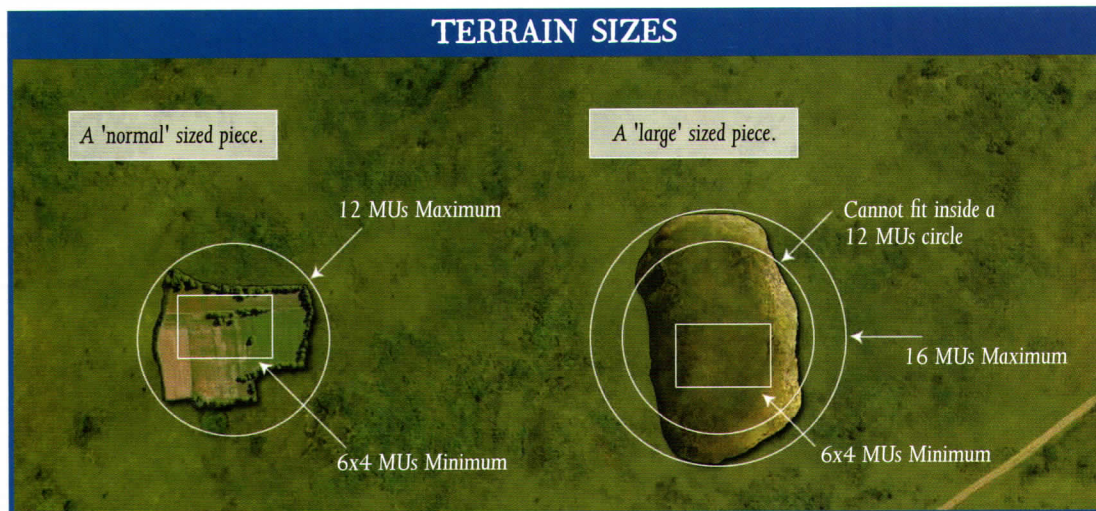 TERRAIN SIZES
A 'normal' sized piece.
12 MUs Maximum
6x4 MUs Minimum
A 'large' sized piece.
Cannot fit inside a
12 MUs circle
16 MUs Maximum
6x4 MUs Minimum